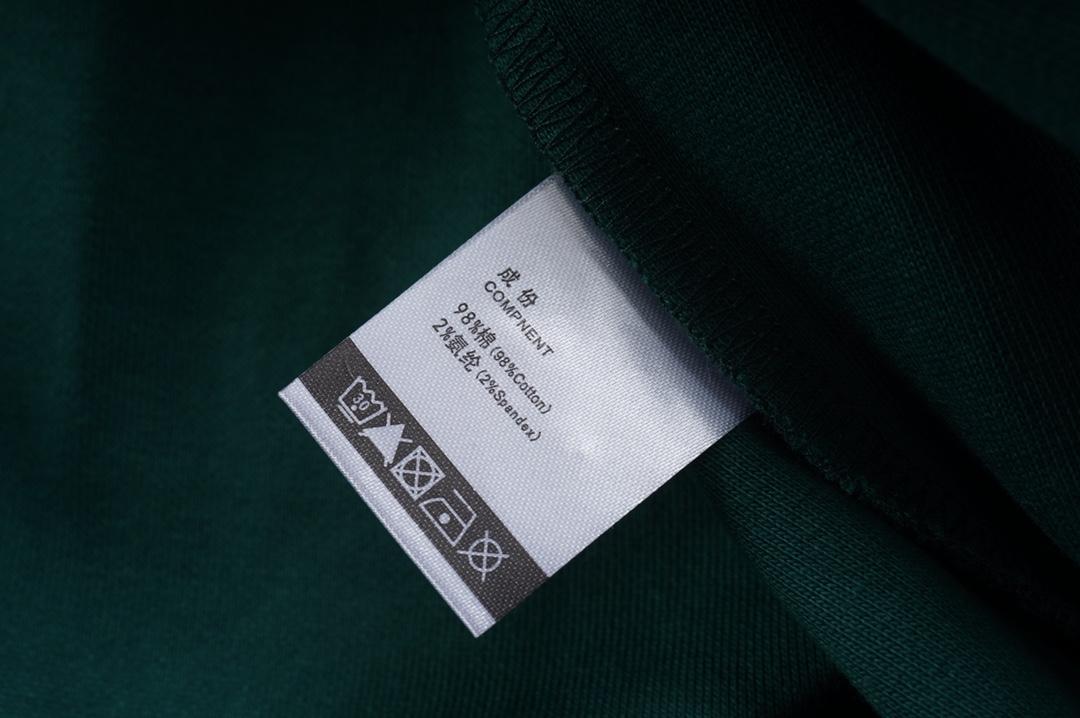 成份
COMPNENT
98%棉(98%Cotton)
2%氨纶(2%Spandex)
30